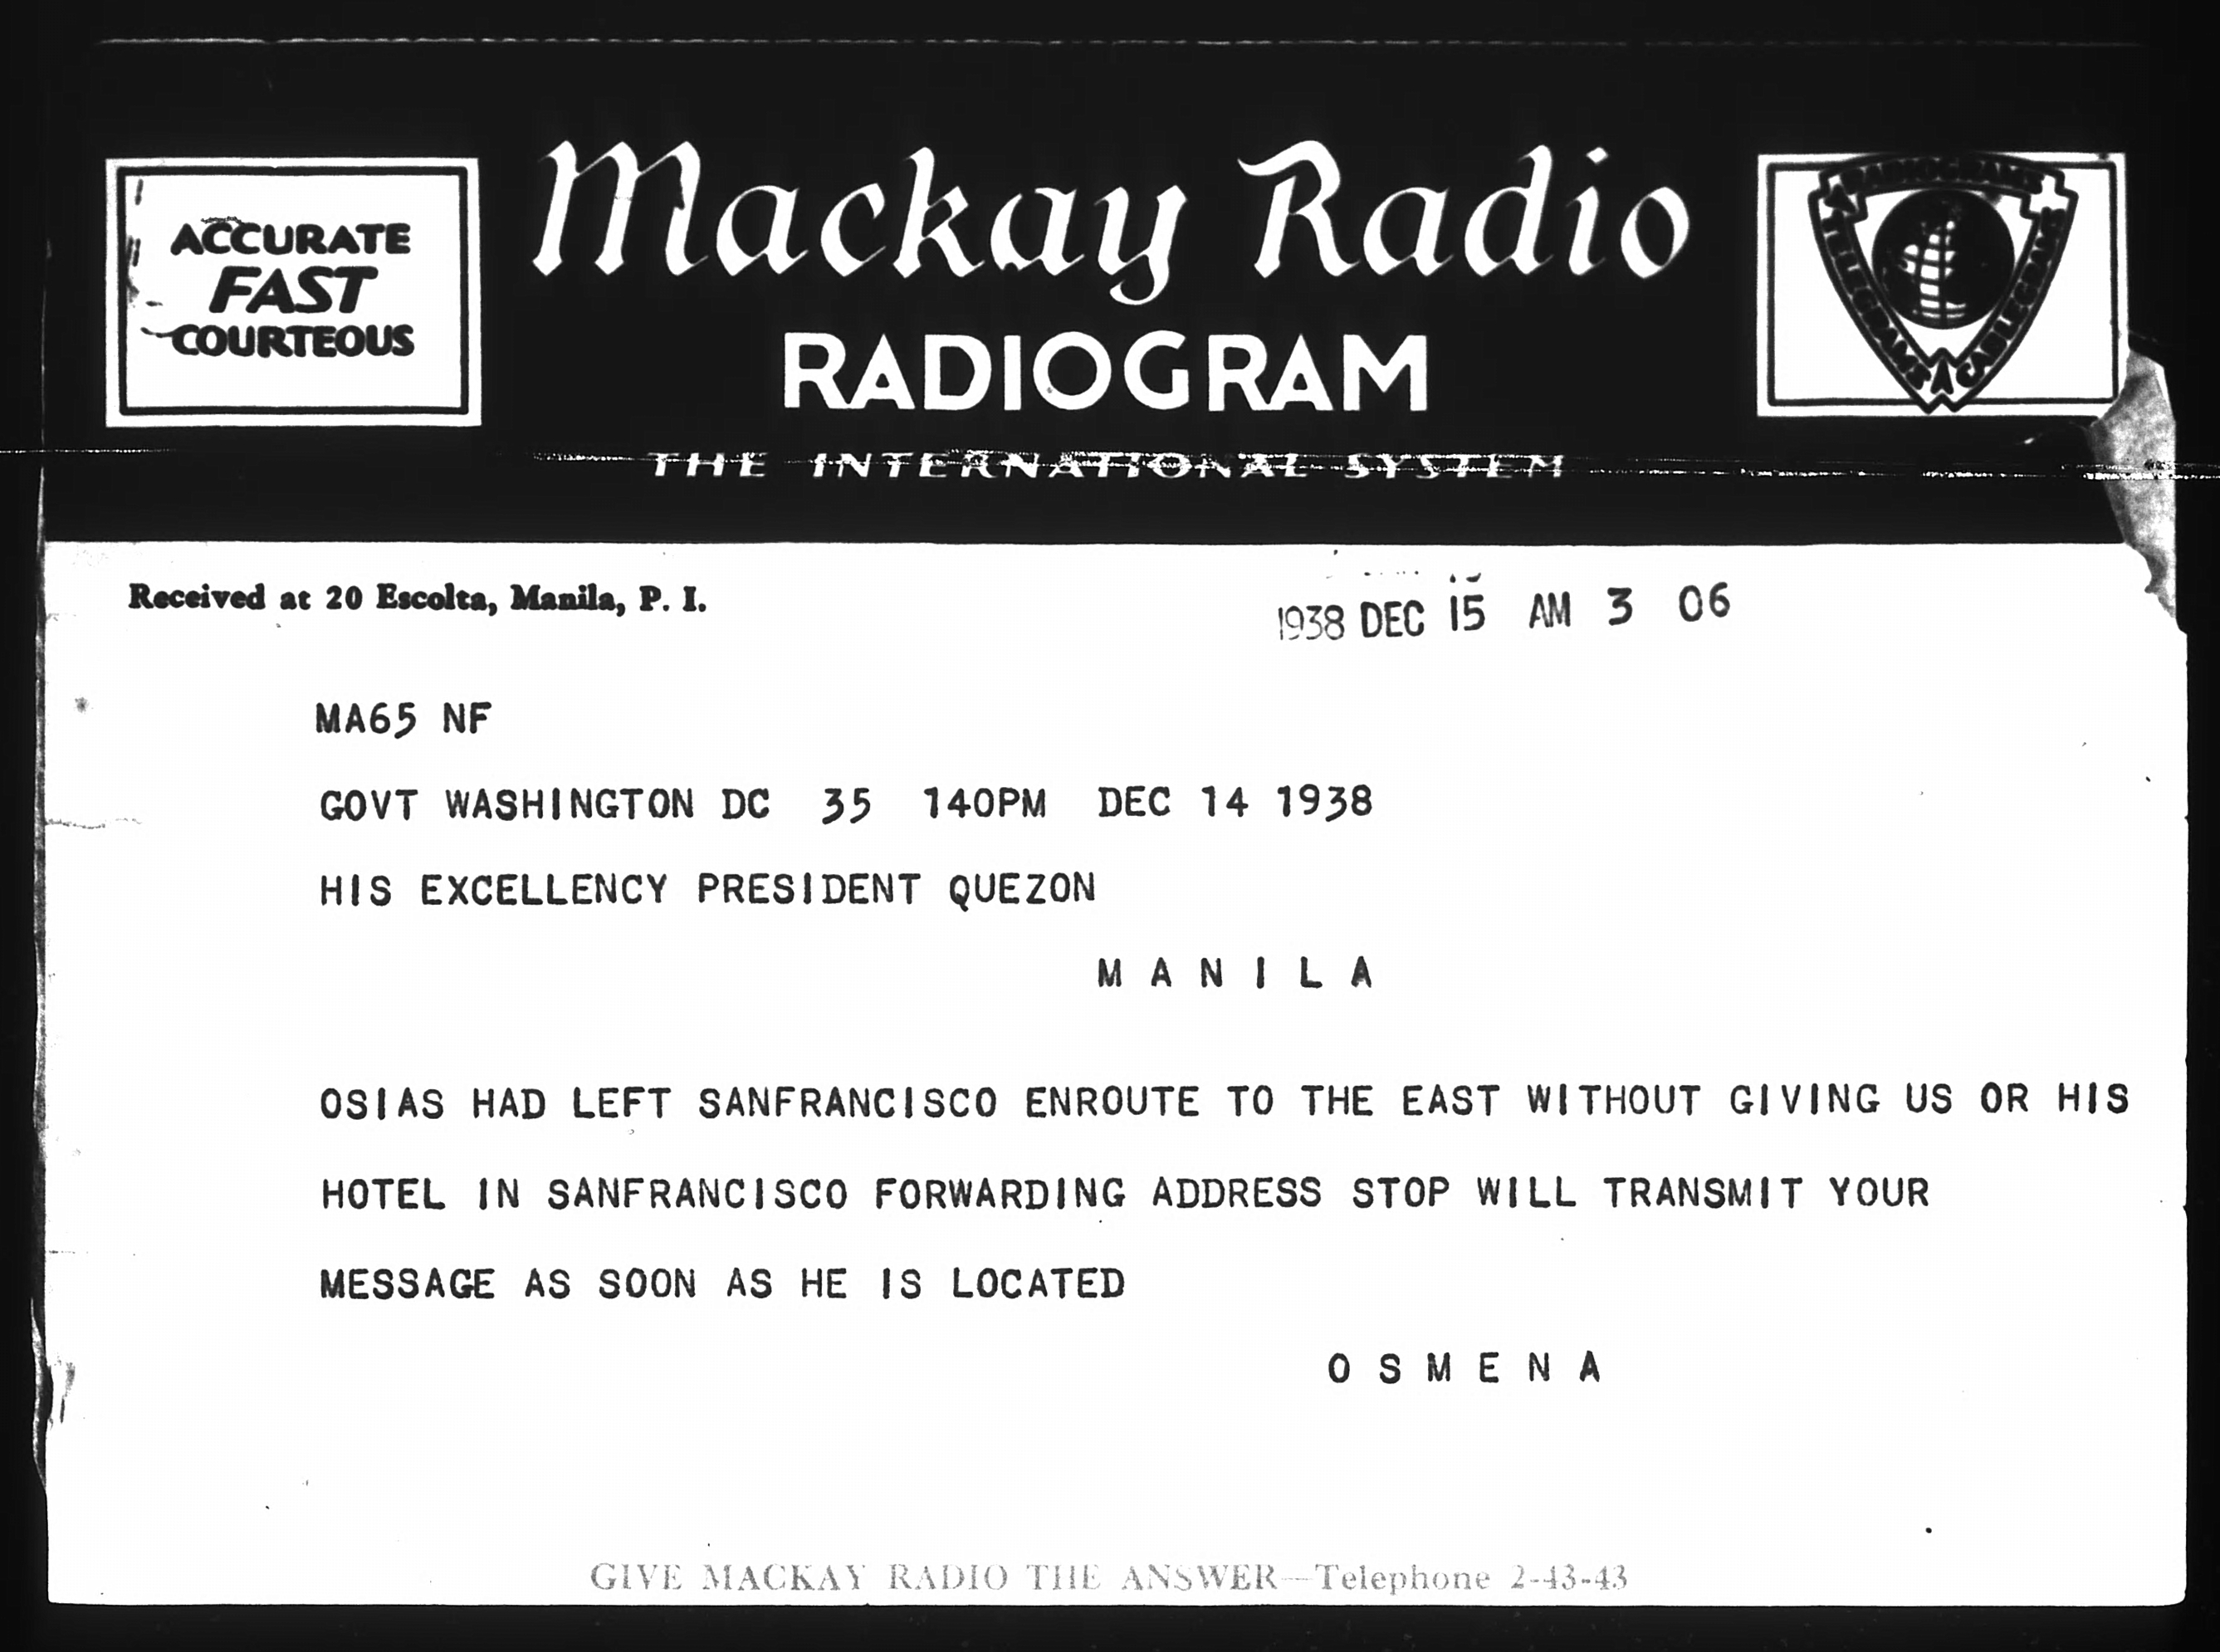 ACCURATE
FAST
COURTEOUS
Mackay Radio
RADIOGRAM
THE INTERNATIONAL SYSTEM
RADIOGRAMS
TELEGRAMS
CABLEGRAMS
Received at 20 Escolta, Manila, P. I.
1938 DEC 15 AM 3 06
MA65 NF
GOVT WASHINGTON DC 35 140PM DEC 14 1938
HIS EXCELLENCY PRESIDENT QUEZON
M A N I L A
OSIAS HAD LEFT SANFRANCISCO ENROUTE TO THE EAST WITHOUT GIVING US OR HIS
HOTEL IN SANFRANCISCO FORWARDING ADDRESS STOP WILL TRANSMIT YOUR
MESSAGE AS SOON AS HE IS LOCATED
O S M E N A
GIVE MACKAY RADIO THE ANSWER—Telephone 2-43-43